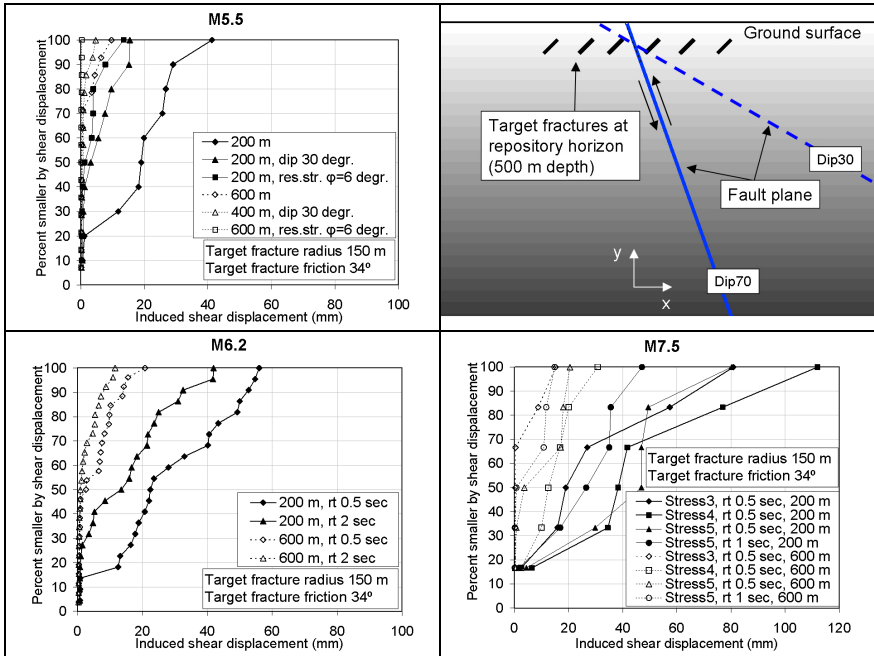 M5.5
Percent smaller by shear dispalacement
100
90
80
70
60
50
40
30
20
10
0
200 m
200 m, dip 30 degr.
200 m, res.str. φ=6 degr.
600 m
400 m, dip 30 degr.
600 m, res.str. φ=6 degr.
Target fracture radius 150 m
Target fracture friction 34º
0 20 40 60 80 100
Induced shear displacement (mm)
Ground surface
Target fractures at
repository horizon
(500 m depth)
Dip30
Fault plane
y
x
Dip70
M6.2
Percent smaller by shear dispalacement
100
90
80
70
60
50
40
30
20
10
0
200 m, rt 0.5 sec
200 m, rt 2 sec
600 m, rt 0.5 sec
600 m, rt 2 sec
Target fracture radius 150 m
Target fracture friction 34º
0 20 40 60 80 100
Induced shear displacement (mm)
M7.5
Percent smaller by shear dispalacement
100
90
80
70
60
50
40
30
20
10
0
Target fracture radius 150 m
Target fracture friction 34º
Stress3, rt 0.5 sec, 200 m
Stress4, rt 0.5 sec, 200 m
Stress5, rt 0.5 sec, 200 m
Stress5, rt 1 sec, 200 m
Stress3, rt 0.5 sec, 600 m
Stress4, rt 0.5 sec, 600 m
Stress5, rt 0.5 sec, 600 m
Stress5, rt 1 sec, 600 m
0 20 40 60 80 100 120
Induced shear displacement (mm)